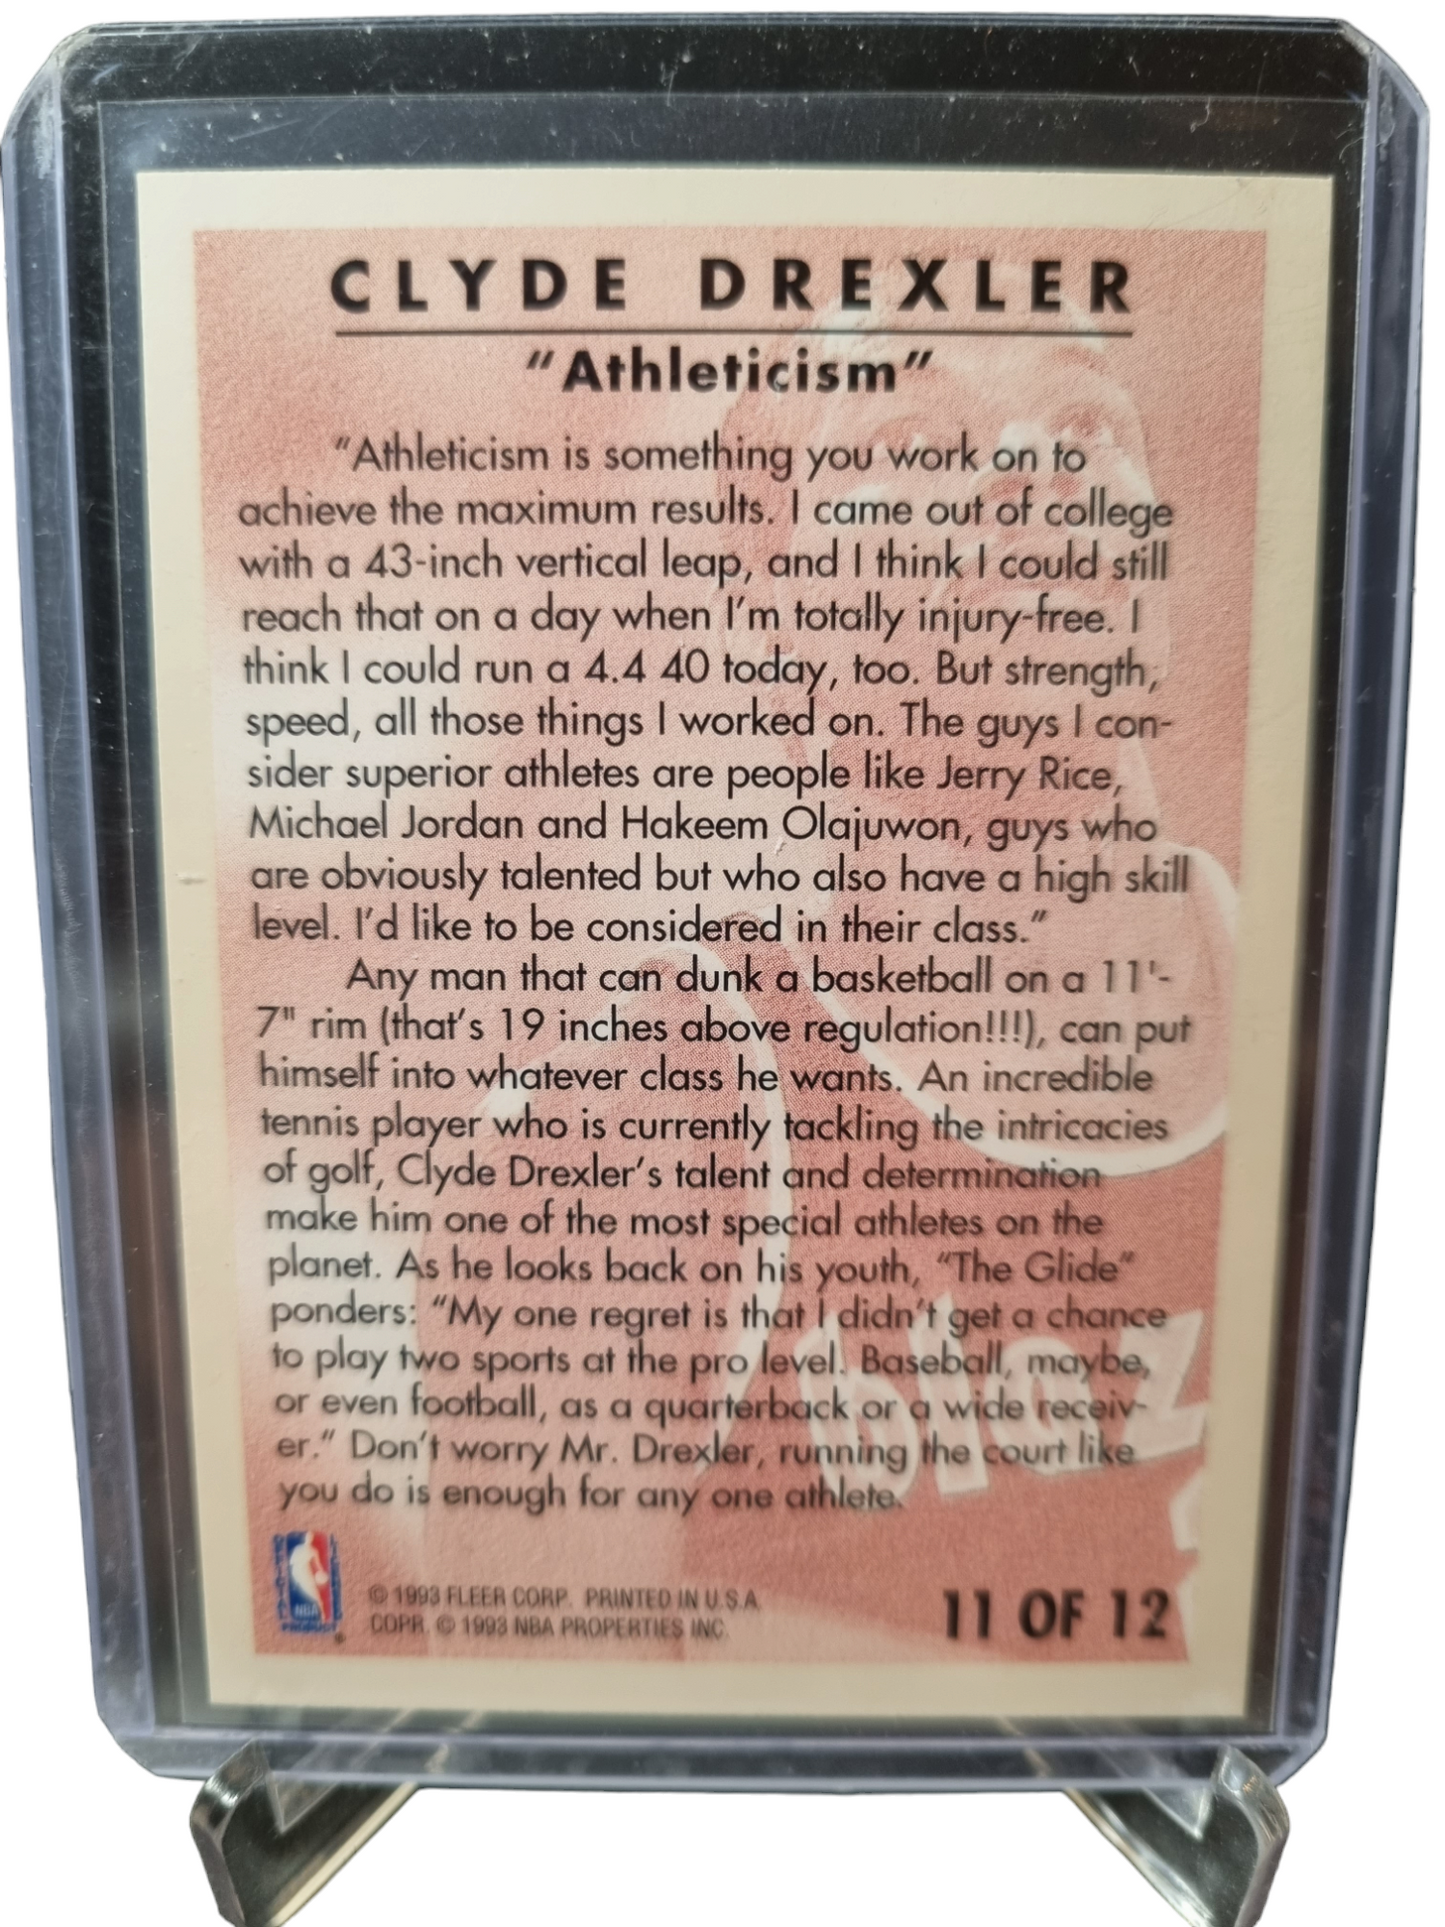 CLYDE DREXLER
"Athleticism"
"Athleticism is something you work on to
achieve the maximum results. I came out of college
with a 43-inch vertical leap, and I think I could still
reach that on a day when I'm totally injury-free. I
think I could run a 4.4 40 today, too. But strength,
speed, all those things I worked on. The guys I con-
sider superior athletes are people like Jerry Rice,
Michael Jordan and Hakeem Olajuwon, guys who
are obviously talented but who also have a high skill
level. I'd like to be considered in their class."
Any man that can dunk a basketball on a 11'-
7" rim (that's 19 inches above regulation!!!), can put
himself into whatever class he wants. An incredible
tennis player who is currently tackling the intricacies
of golf, Clyde Drexler's talent and determination
make him one of the most special athletes on the
planet. As he looks back on his youth, "The Glide"
ponders: "My one regret is that I didn't get a chance
to play two sports at the pro level. Baseball, maybe,
or even football, as a quarterback or a wide receiv-
er." Don't worry Mr. Drexler, running the court like
you do is enough for any one athlete.
blaz
NBA
© 1993 FLEER CORP. PRINTED IN U.S.A.
COPR. © 1993 NBA PROPERTIES INC.
11 OF 12